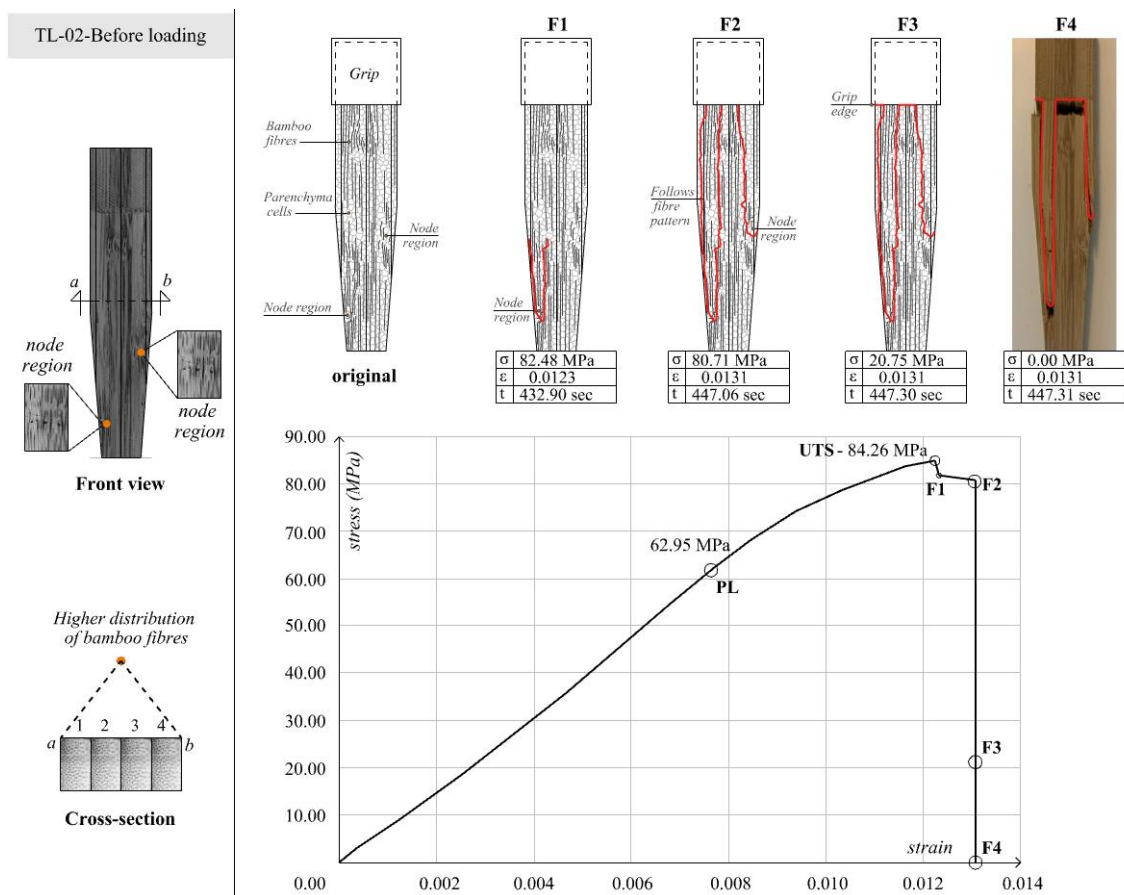 TL-02-Before loading
a
b
node
region
node
region
Front view
Higher distribution
of bamboo fibres
1 2 3 4
a
b
Cross-section
Grip
Bamboo
fibres
Parenchyma
cells
Node
region
Node region
original
F1
Node
region
σ 82.48 MPa
ε 0.0123
t 432.90 sec
F2
Follows
fibre
pattern
Node
region
σ 80.71 MPa
ε 0.0131
t 447.06 sec
F3
Grip
edge
σ 20.75 MPa
ε 0.0131
t 447.30 sec
F4
σ 0.00 MPa
ε 0.0131
t 447.31 sec
90.00
80.00
70.00
60.00
50.00
40.00
30.00
20.00
10.00
stress (MPa)
UTS - 84.26 MPa
F1
F2
62.95 MPa
PL
F3
strain
F4
0.00 0.002 0.004 0.006 0.008 0.010 0.012 0.014